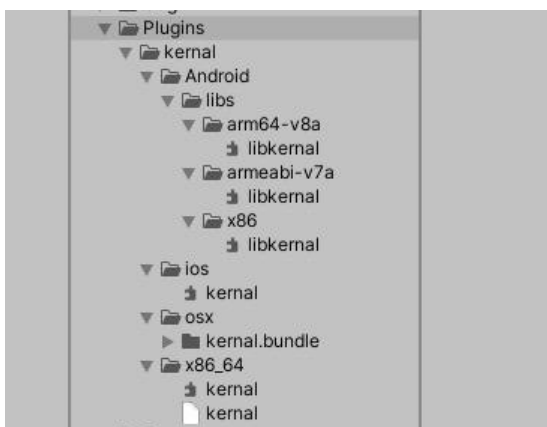 Plugins
kernal
Android
libs
arm64-v8a
libkernal
armeabi-v7a
libkernal
x86
libkernal
ios
kernal
osx
kernal.bundle
x86_64
kernal
kernal